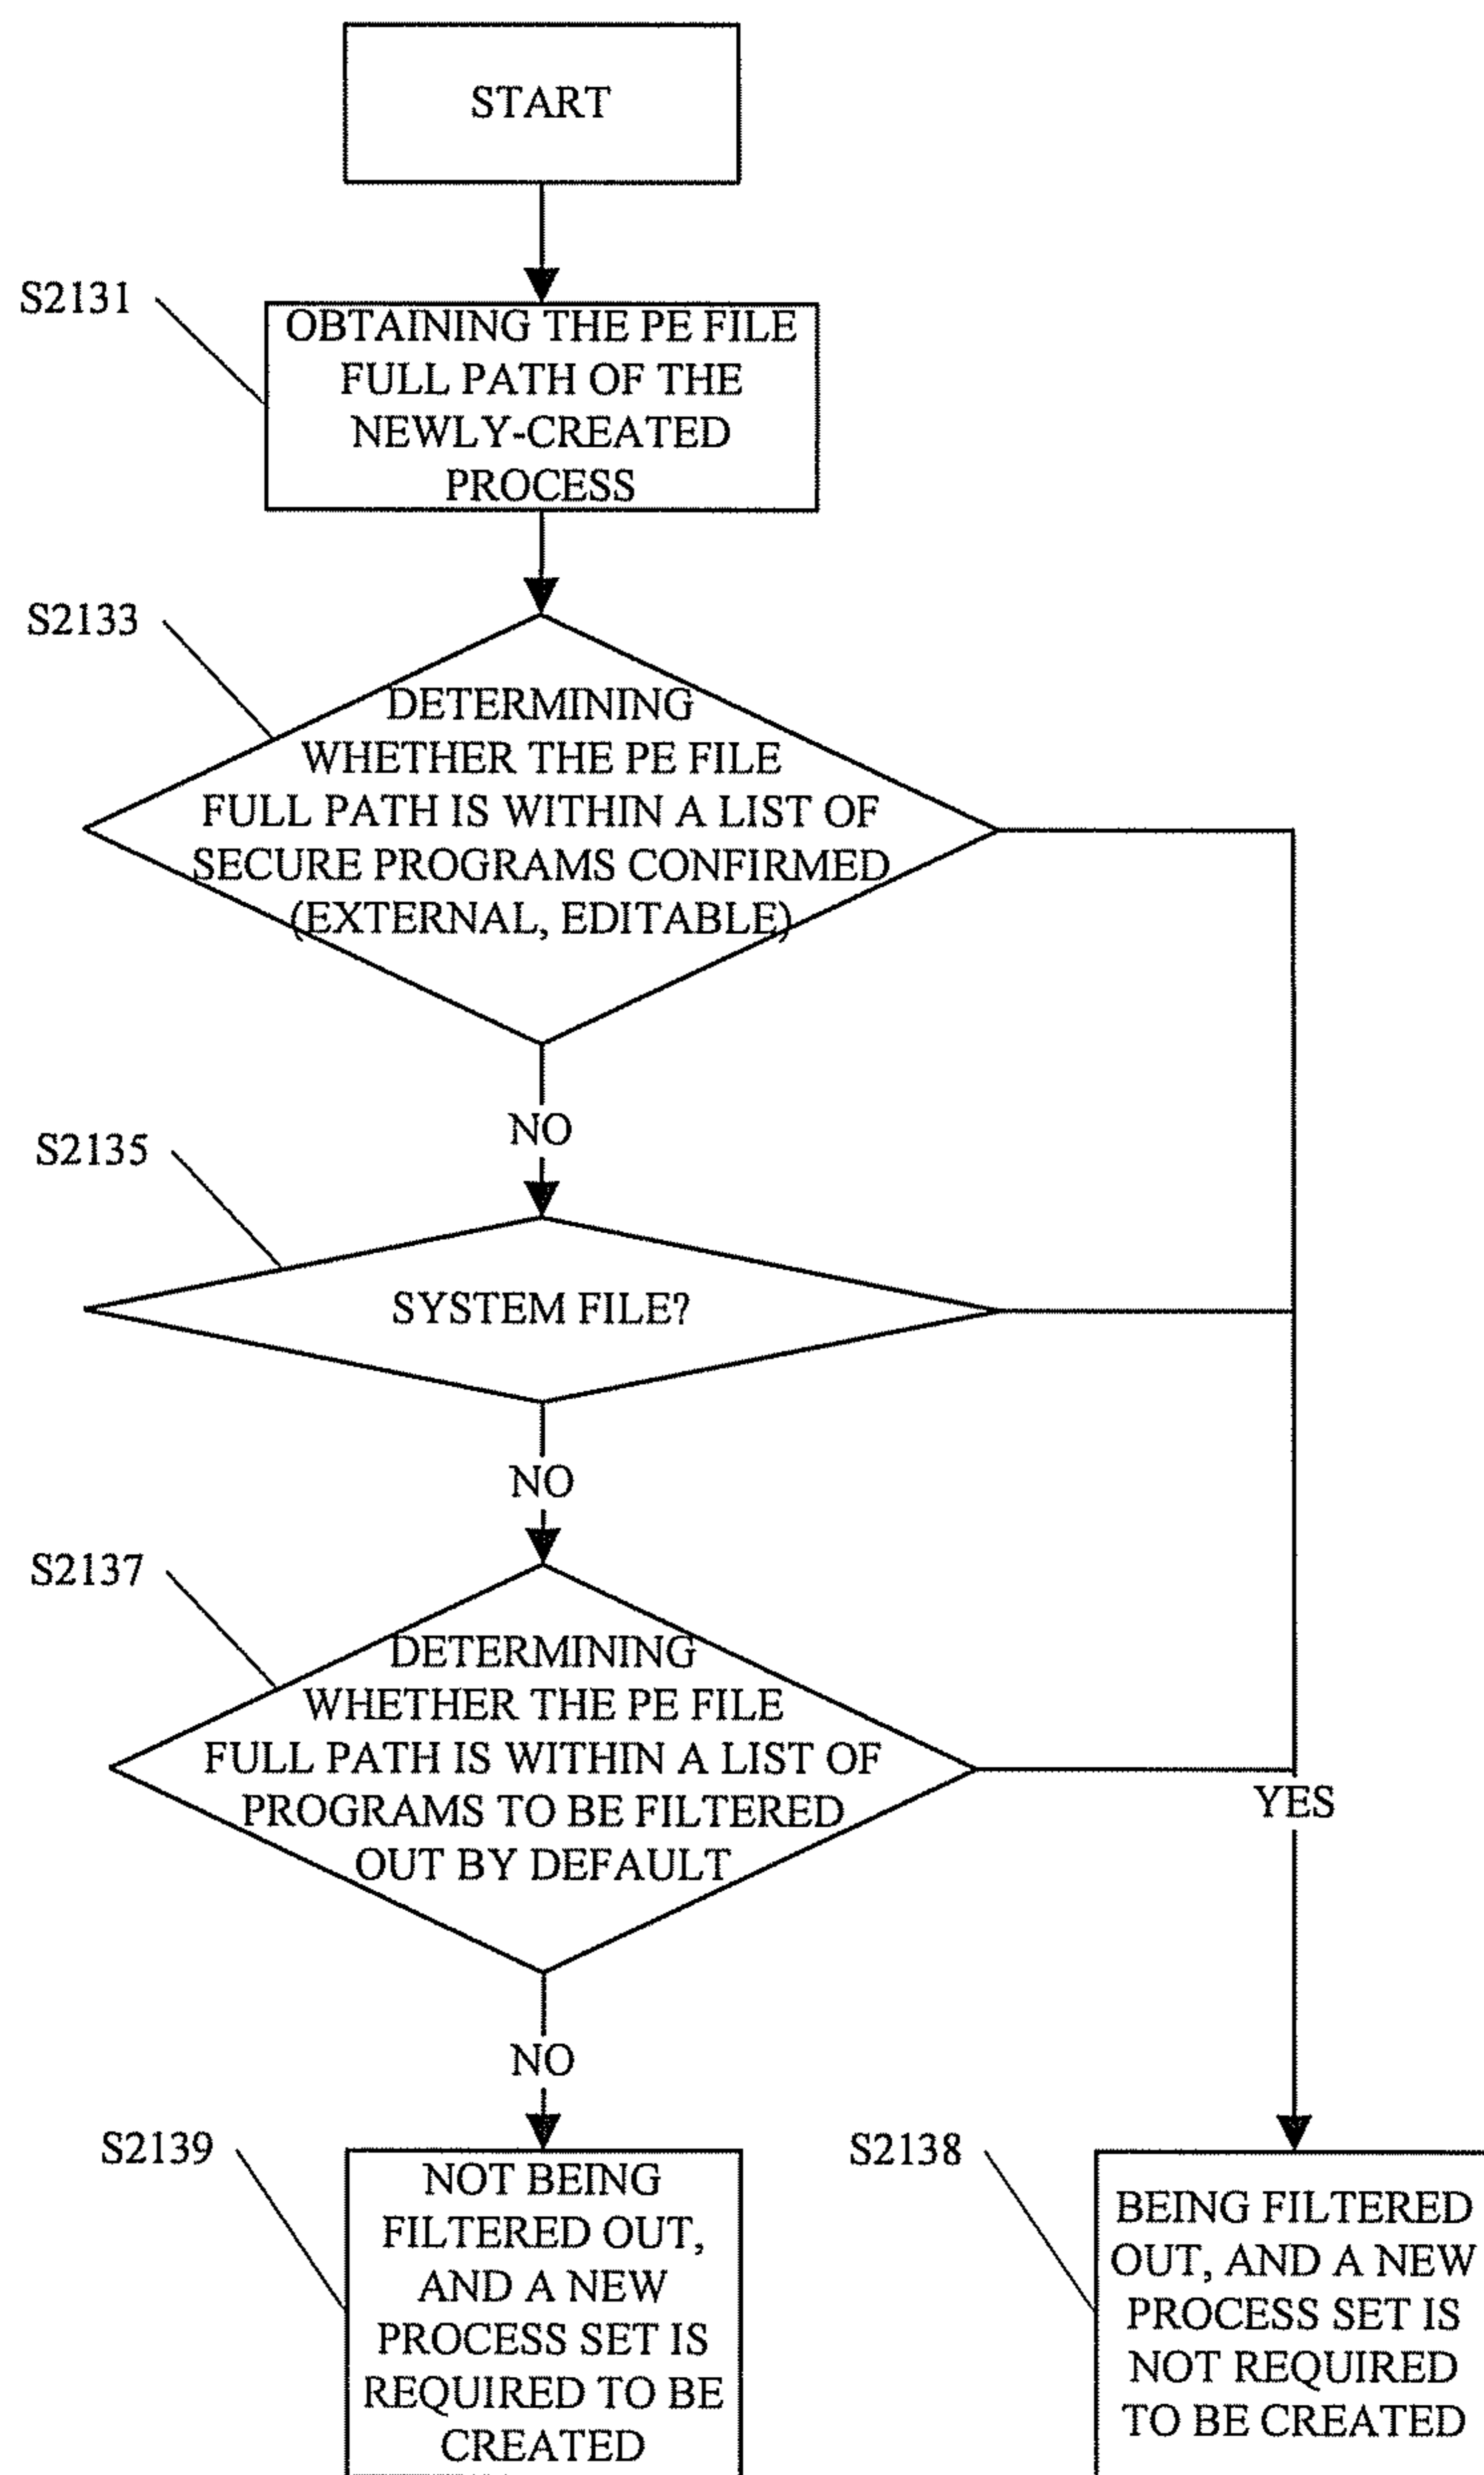 START
S2131
OBTAINING THE PE FILE
FULL PATH OF THE
NEWLY-CREATED
PROCESS
S2133
DETERMINING
WHETHER THE PE FILE
FULL PATH IS WITHIN A LIST OF
SECURE PROGRAMS CONFIRMED
(EXTERNAL, EDITABLE)
NO
S2135
SYSTEM FILE?
NO
S2137
DETERMINING
WHETHER THE PE FILE
FULL PATH IS WITHIN A LIST OF
PROGRAMS TO BE FILTERED
OUT BY DEFAULT
YES
NO
S2139
NOT BEING
FILTERED OUT,
AND A NEW
PROCESS SET IS
REQUIRED TO BE
CREATED
S2138
BEING FILTERED
OUT, AND A NEW
PROCESS SET IS
NOT REQUIRED
TO BE CREATED